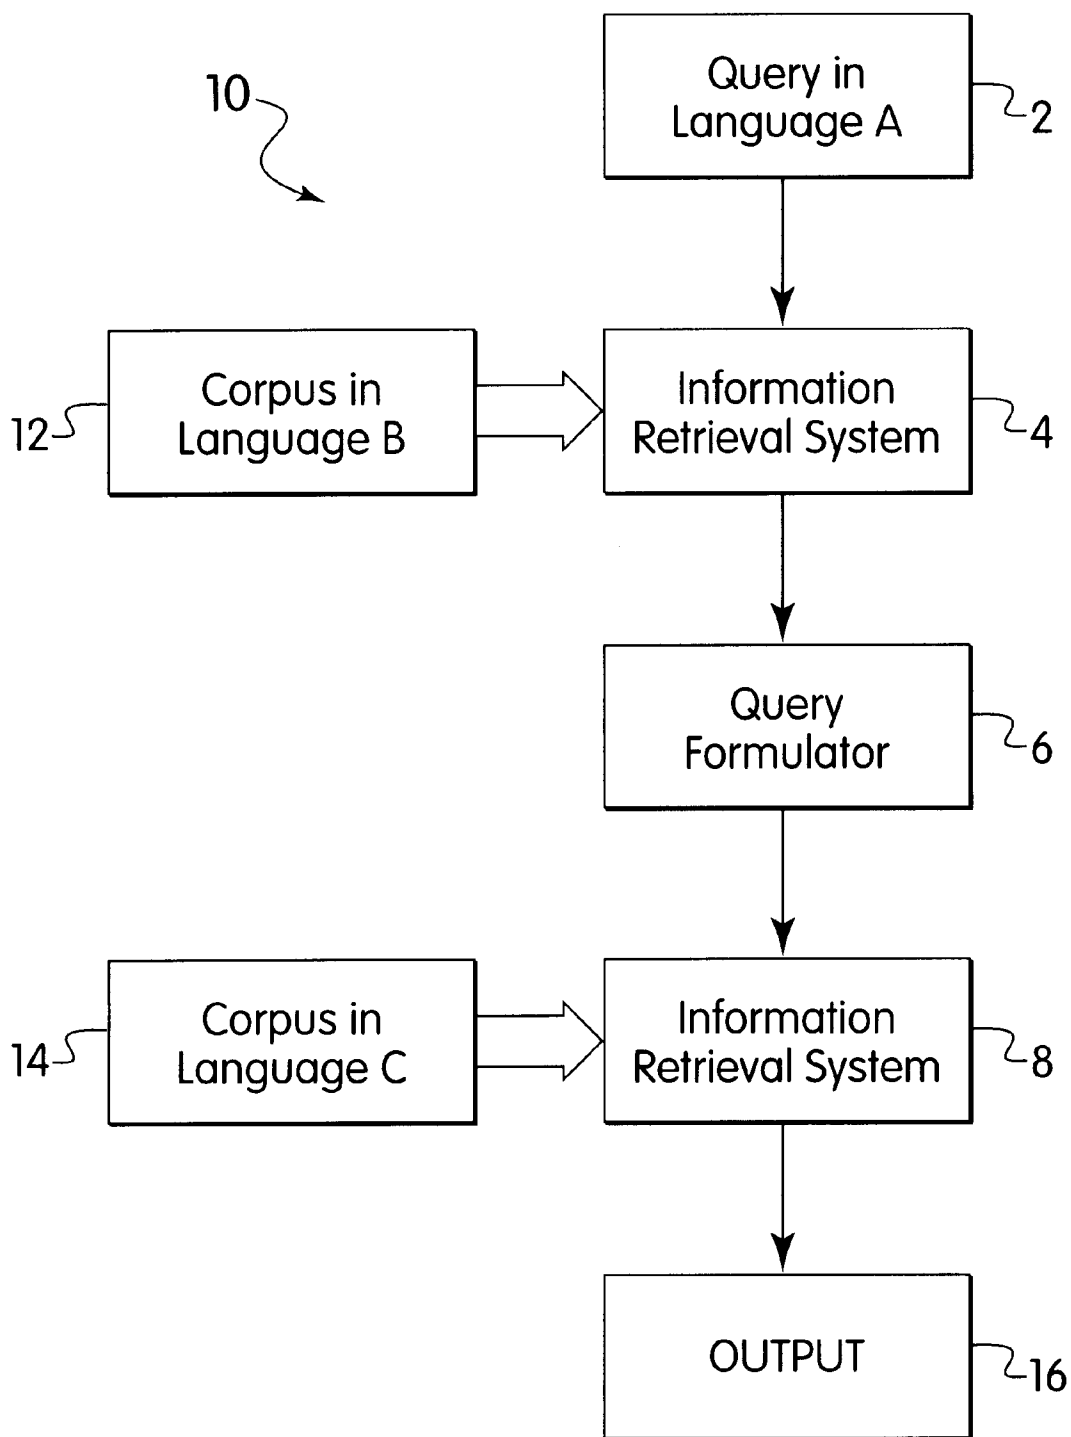 Query in
Language A
2
10
Corpus in
Language B
12
Information
Retrieval System
4
Query
Formulator
6
Corpus in
Language C
14
Information
Retrieval System
8
OUTPUT
16